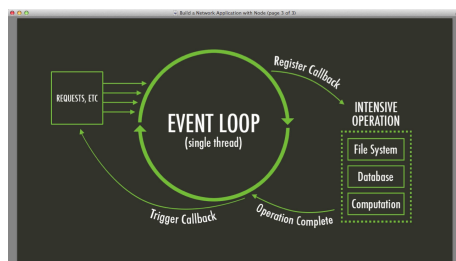 Build a Network Application with Node (page 3 of 3)
REQUESTS, ETC
EVENT LOOP
(single thread)
Register Callback
INTENSIVE
OPERATION
File System
Database
Computation
Operation Complete
Trigger Callback